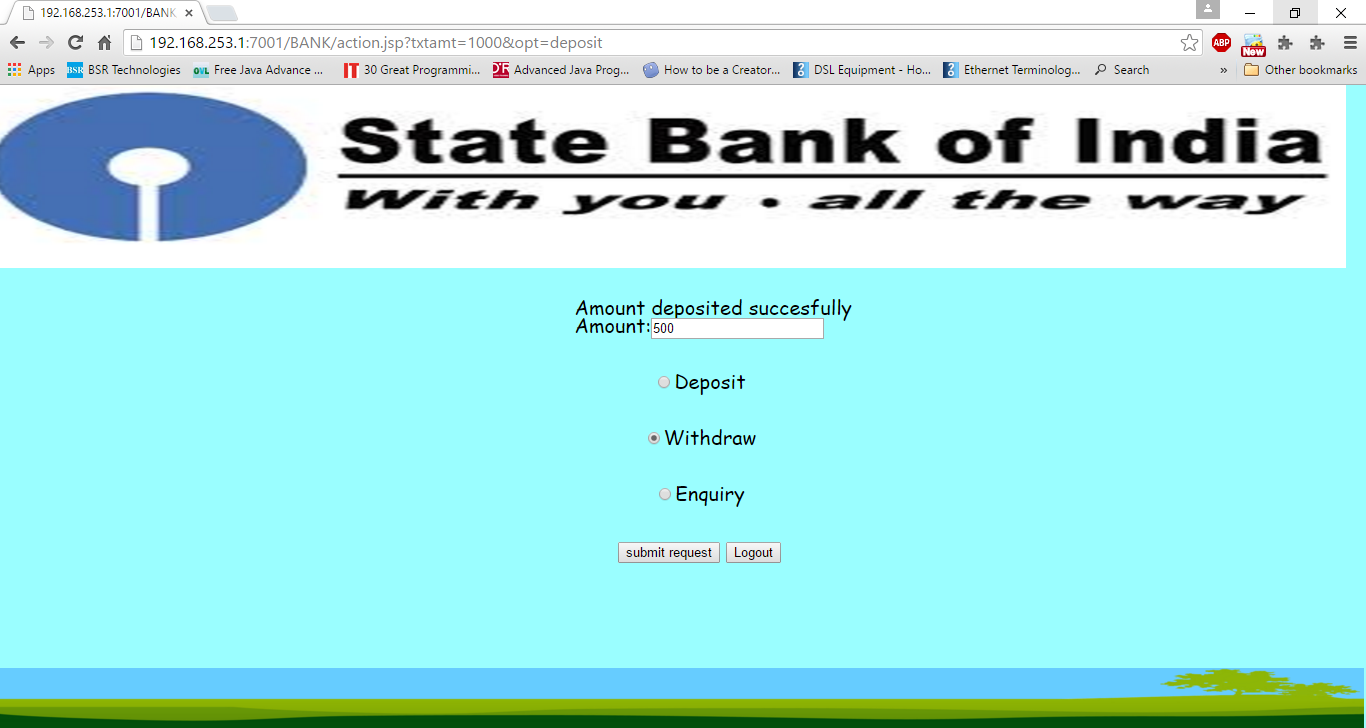 192.168.253.1:7001/BANK
192.168.253.1:7001/BANK/action.jsp?txtamt=1000&opt=deposit
ABP
New
Apps
BSR
BSR Technologies
OVL
Free Java Advance ...
IT
30 Great Programmi...
Advanced Java Prog...
How to be a Creator...
DSL Equipment - Ho...
Ethernet Terminolog...
Search
»
Other bookmarks
State Bank of India
With you • all the way
Amount deposited succesfully
Amount:500
Deposit
Withdraw
Enquiry
submit request Logout